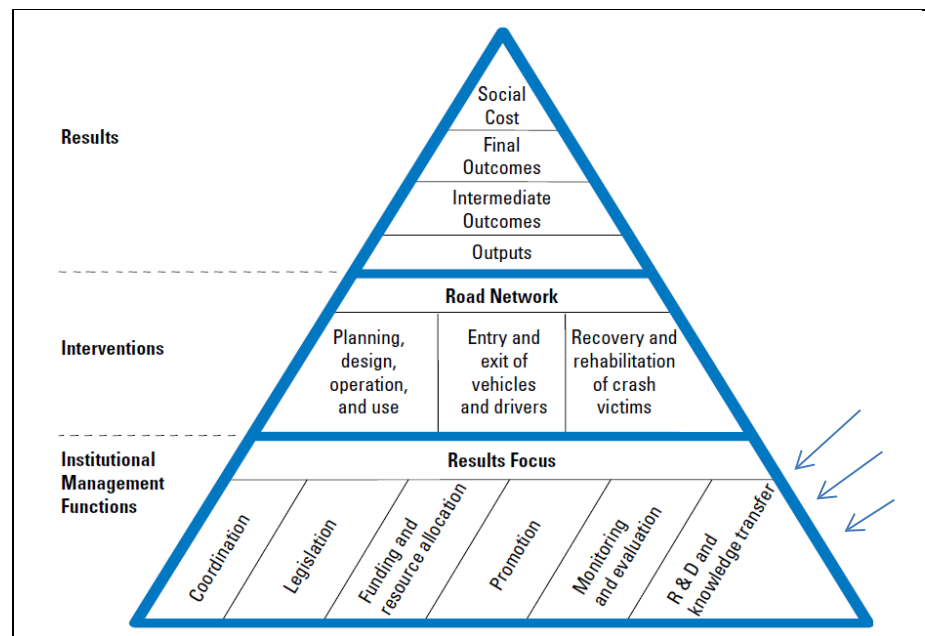 Results
Social
Cost
Final
Outcomes
Intermediate
Outcomes
Outputs
Interventions
Road Network
Planning,
design,
operation,
and use
Entry and
exit of
vehicles
and drivers
Recovery and
rehabilitation
of crash
victims
Institutional
Management
Functions
Results Focus
Coordination
Legislation
Funding and
resource allocation
Promotion
Monitoring
and evaluation
R & D and
knowledge transfer